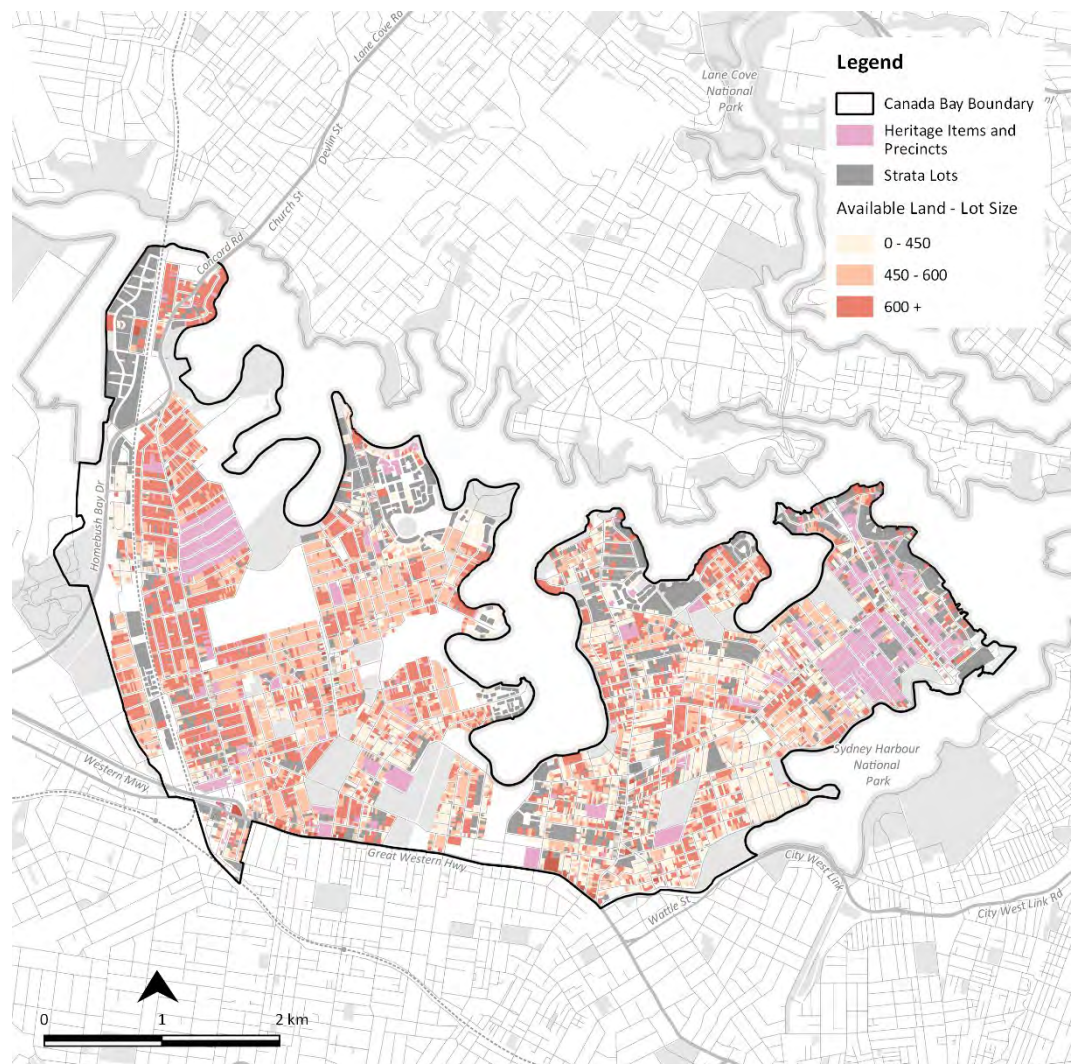 Lane Cove Rd
Lane Cove
National
Park
Devlin St
Church St
Concord Rd
Legend
Canada Bay Boundary
Heritage Items and
Precincts
Strata Lots
Available Land - Lot Size
0 - 450
450 - 600
600 +
Homebush Bay Dr
Western Mwy
Great Western Hwy
Sydney Harbour
National
Park
City West Link
Wattle St
City West Link Rd
0 1 2 km